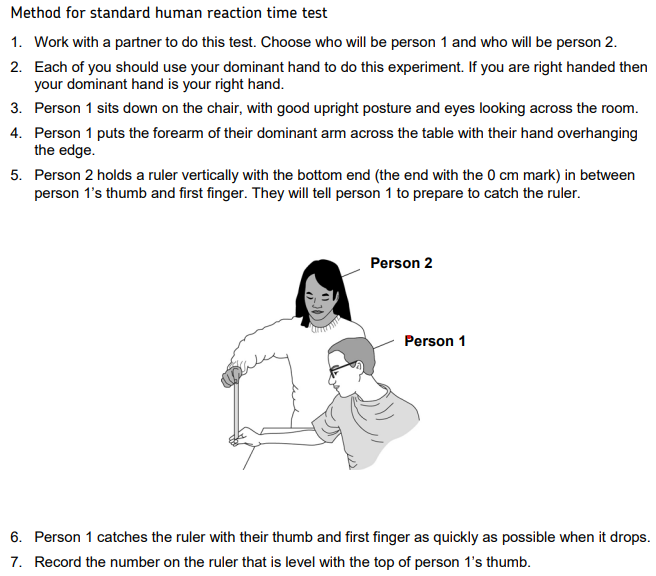 Method for standard human reaction time test
1. Work with a partner to do this test. Choose who will be person 1 and who will be person 2.
2. Each of you should use your dominant hand to do this experiment. If you are right handed then
your dominant hand is your right hand.
3. Person 1 sits down on the chair, with good upright posture and eyes looking across the room.
4. Person 1 puts the forearm of their dominant arm across the table with their hand overhanging
the edge.
5. Person 2 holds a ruler vertically with the bottom end (the end with the 0 cm mark) in between
person 1’s thumb and first finger. They will tell person 1 to prepare to catch the ruler.
Person 2
Person 1
6. Person 1 catches the ruler with their thumb and first finger as quickly as possible when it drops.
7. Record the number on the ruler that is level with the top of person 1’s thumb.